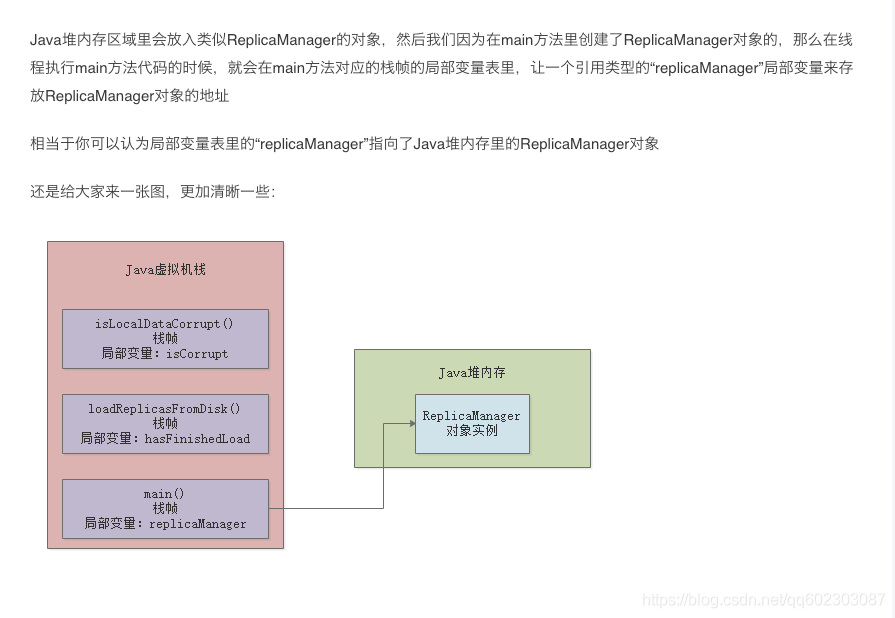 Java堆内存区域里会放入类似ReplicaManager的对象，然后我们因为在main方法里创建了ReplicaManager对象的，那么在线
程执行main方法代码的时候，就会在main方法对应的栈帧的局部变量表里，让一个引用类型的“replicaManager”局部变量来存
放ReplicaManager对象的地址
相当于你可以认为局部变量表里的“replicaManager”指向了Java堆内存里的ReplicaManager对象
还是给大家来一张图，更加清晰一些：
Java虚拟机栈
isLocalDataCorrupt()
栈帧
局部变量：isCorrupt
loadReplicasFromDisk()
栈帧
局部变量：hasFinishedLoad
main()
栈帧
局部变量：replicaManager
Java堆内存
ReplicaManager
对象实例
https://blog.csdn.net/qq602303087